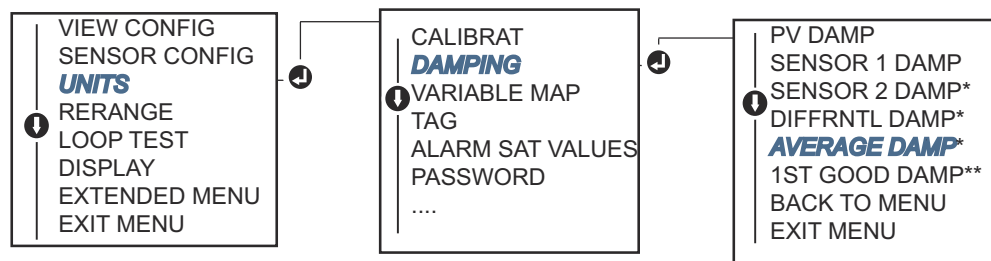 VIEW CONFIG
SENSOR CONFIG
UNITS
RERANGE
LOOP TEST
DISPLAY
EXTENDED MENU
EXIT MENU
CALIBRAT
DAMPING
VARIABLE MAP
TAG
ALARM SAT VALUES
PASSWORD
....
PV DAMP
SENSOR 1 DAMP
SENSOR 2 DAMP*
DIFFRNTL DAMP*
AVERAGE DAMP*
1ST GOOD DAMP**
BACK TO MENU
EXIT MENU